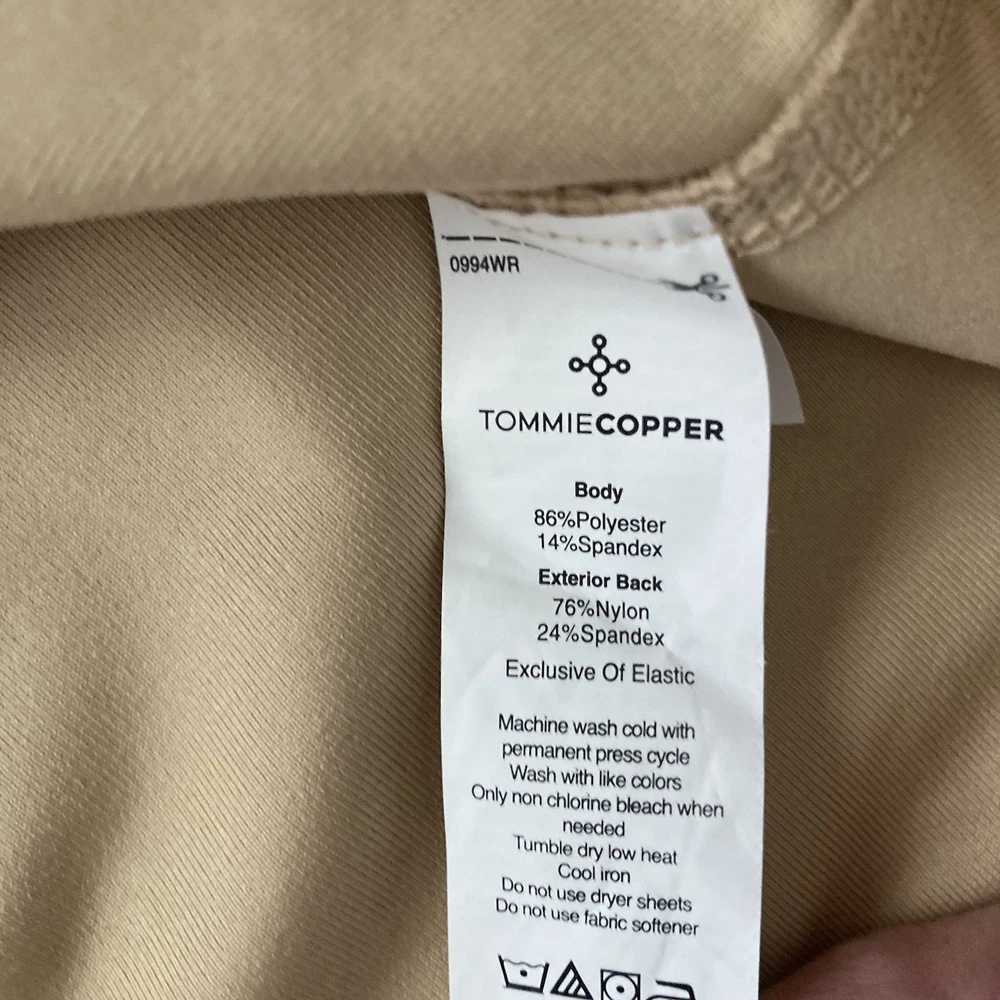 0994WR
TOMMIECOPPER
Body
86%Polyester
14%Spandex
Exterior Back
76%Nylon
24%Spandex
Exclusive Of Elastic
Machine wash cold with
permanent press cycle
Wash with like colors
Only non chlorine bleach when
needed
Tumble dry low heat
Cool iron
Do not use dryer sheets
Do not use fabric softener